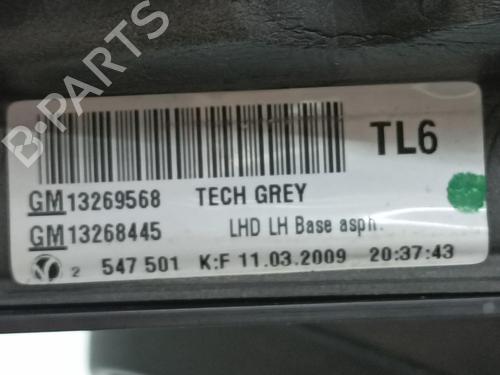 B-PARTS
TL6
GM13269568 TECH GREY
GM13268445 LHD LH Base asph.
2 547 501 K:F 11.03.2009 20:37:43